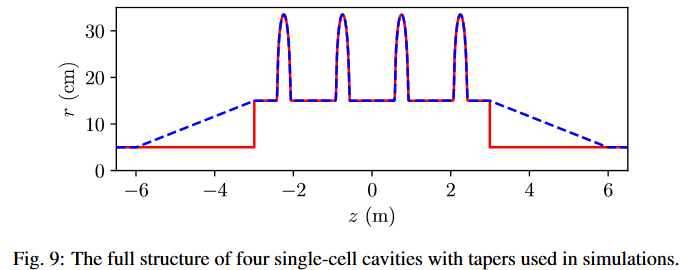 30
20
10
0
r (cm)
−6 −4 −2 0 2 4 6
z (m)
Fig. 9: The full structure of four single-cell cavities with tapers used in simulations.